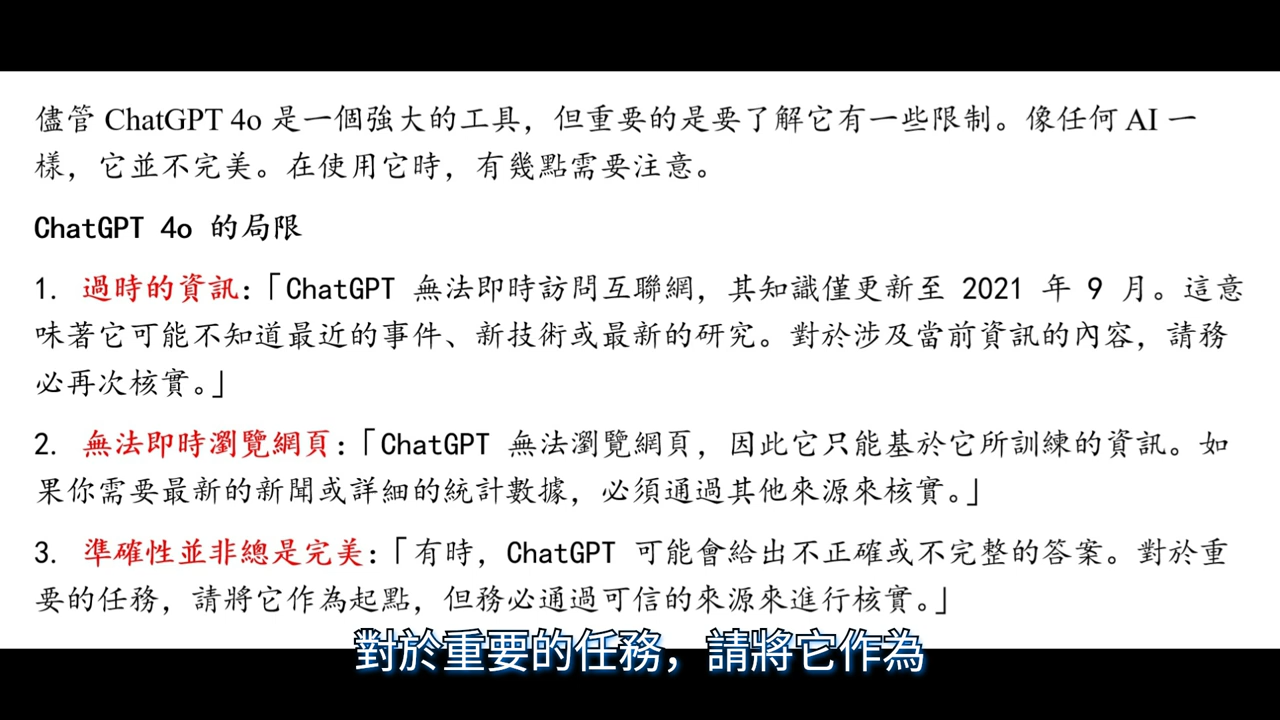 儘管 ChatGPT 4o 是一個強大的工具，但重要的是要了解它有一些限制。像任何 AI 一
樣，它並不完美。在使用它時，有幾點需要注意。
ChatGPT 4o 的局限
1. 過時的資訊：「ChatGPT 無法即時訪問互聯網，其知識僅更新至 2021 年 9 月。這意
味著它可能不知道最近的事件、新技術或最新的研究。對於涉及當前資訊的內容，請務
必再次核實。」
2. 無法即時瀏覽網頁：「ChatGPT 無法瀏覽網頁，因此它只能基於它所訓練的資訊。如
果你需要最新的新聞或詳細的統計數據，必須通過其他來源來核實。」
3. 準確性並非總是完美：「有時，ChatGPT 可能會給出不正確或不完整的答案。對於重
要的任務，請將它作為起點，但務必通過可信的來源來進行核實。」
對於重要的任務，請將它作為